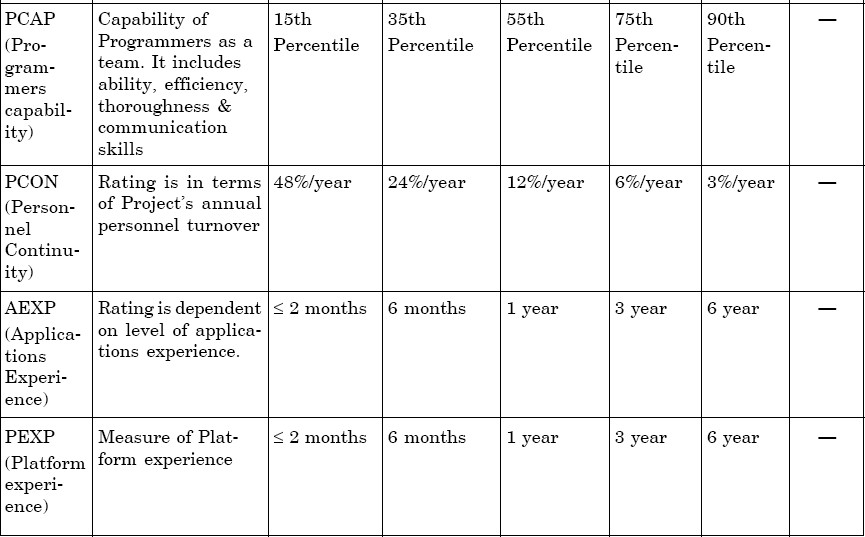 PCAP
(Pro-
gram-
mers
capabil-
ity)
Capability of
Programmers as a
team. It includes
ability, efficiency,
thoroughness &
communication
skills
15th
Percentile
35th
Percentile
55th
Percentile
75th
Percen-
tile
90th
Percen-
tile
—
PCON
(Person-
nel
Continu-
ity)
Rating is in terms
of Project's annual
personnel turnover
48%/year
24%/year
12%/year
6%/year
3%/year
—
AEXP
(Applica-
tions
Experi-
ence)
Rating is dependent
on level of applica-
tions experience.
≤ 2 months
6 months
1 year
3 year
6 year
—
PEXP
(Platform
experi-
ence)
Measure of Plat-
form experience
≤ 2 months
6 months
1 year
3 year
6 year
—